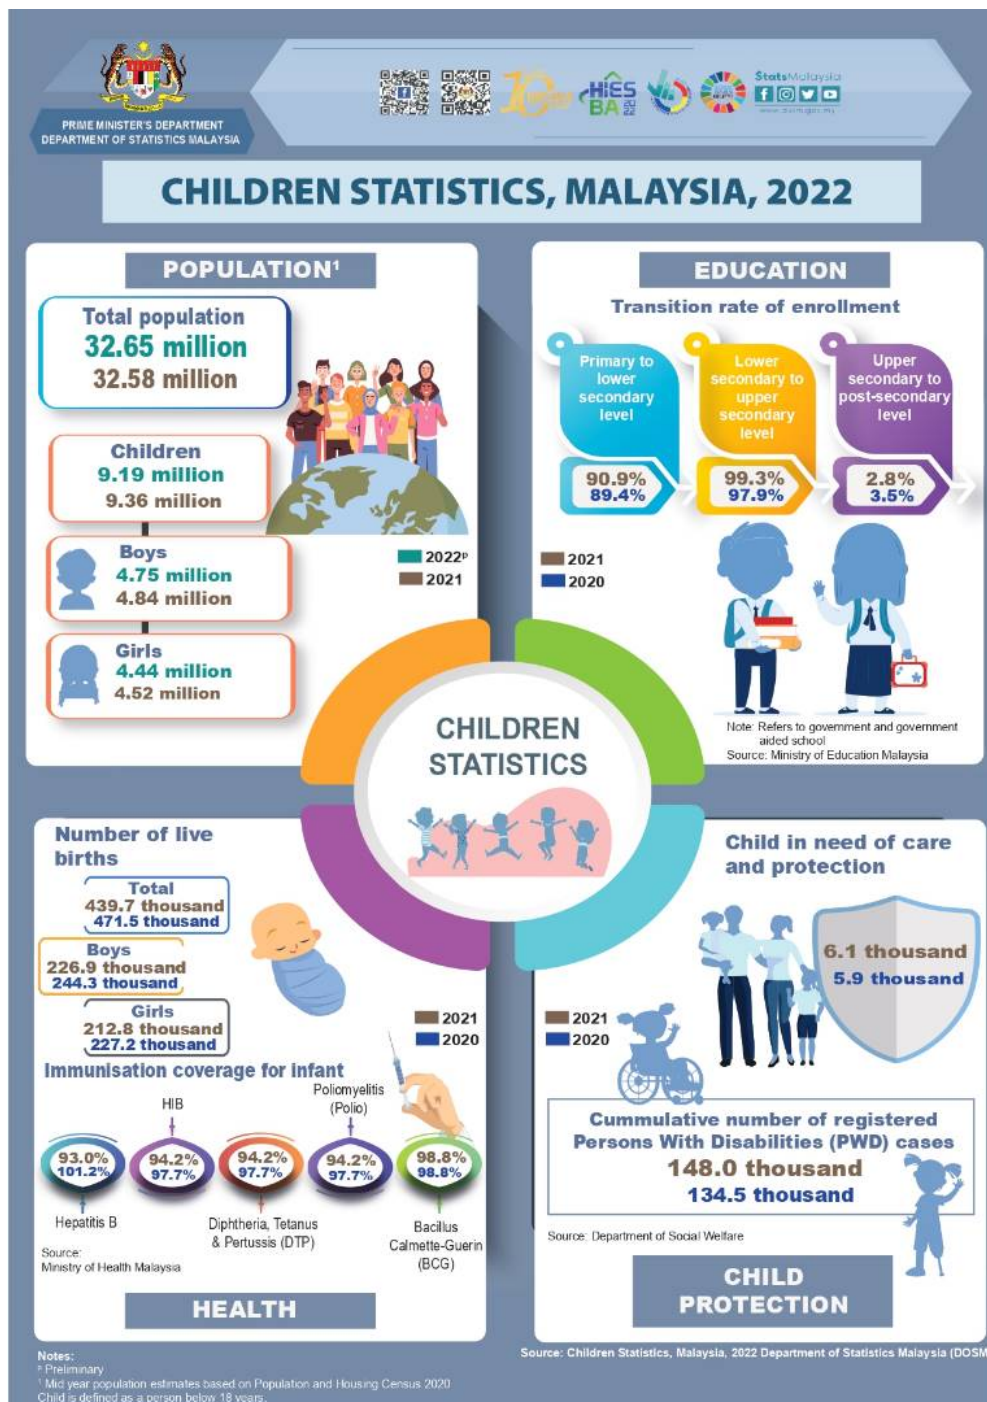 PRIME MINISTER'S DEPARTMENT
DEPARTMENT OF STATISTICS MALAYSIA
HIES
BA
StatsMalaysia
CHILDREN STATISTICS, MALAYSIA, 2022
POPULATION¹
Total population
32.65 million
32.58 million
Children
9.19 million
9.36 million
Boys
4.75 million
4.84 million
Girls
4.44 million
4.52 million
2022ᵖ
2021
EDUCATION
Transition rate of enrollment
Primary to
lower
secondary
level
90.9%
89.4%
Lower
secondary to
upper
secondary
level
99.3%
97.9%
Upper
secondary to
post-secondary
level
2.8%
3.5%
2021
2020
Note: Refers to government and government
aided school
Source: Ministry of Education Malaysia
CHILDREN
STATISTICS
Number of live
births
Total
439.7 thousand
471.5 thousand
Boys
226.9 thousand
244.3 thousand
Girls
212.8 thousand
227.2 thousand
2021
2020
Immunisation coverage for infant
HIB
Poliomyelitis
(Polio)
93.0%
101.2%
94.2%
97.7%
94.2%
97.7%
94.2%
97.7%
98.8%
98.8%
Hepatitis B
Diphtheria, Tetanus
& Pertussis (DTP)
Bacillus
Calmette-Guerin
(BCG)
Source:
Ministry of Health Malaysia
HEALTH
Child in need of care
and protection
6.1 thousand
5.9 thousand
2021
2020
Cummulative number of registered
Persons With Disabilities (PWD) cases
148.0 thousand
134.5 thousand
Source: Department of Social Welfare
CHILD
PROTECTION
Notes:
ᵖ Preliminary
¹ Mid year population estimates based on Population and Housing Census 2020
Child is defined as a person below 18 years.
Source: Children Statistics, Malaysia, 2022 Department of Statistics Malaysia (DOSM